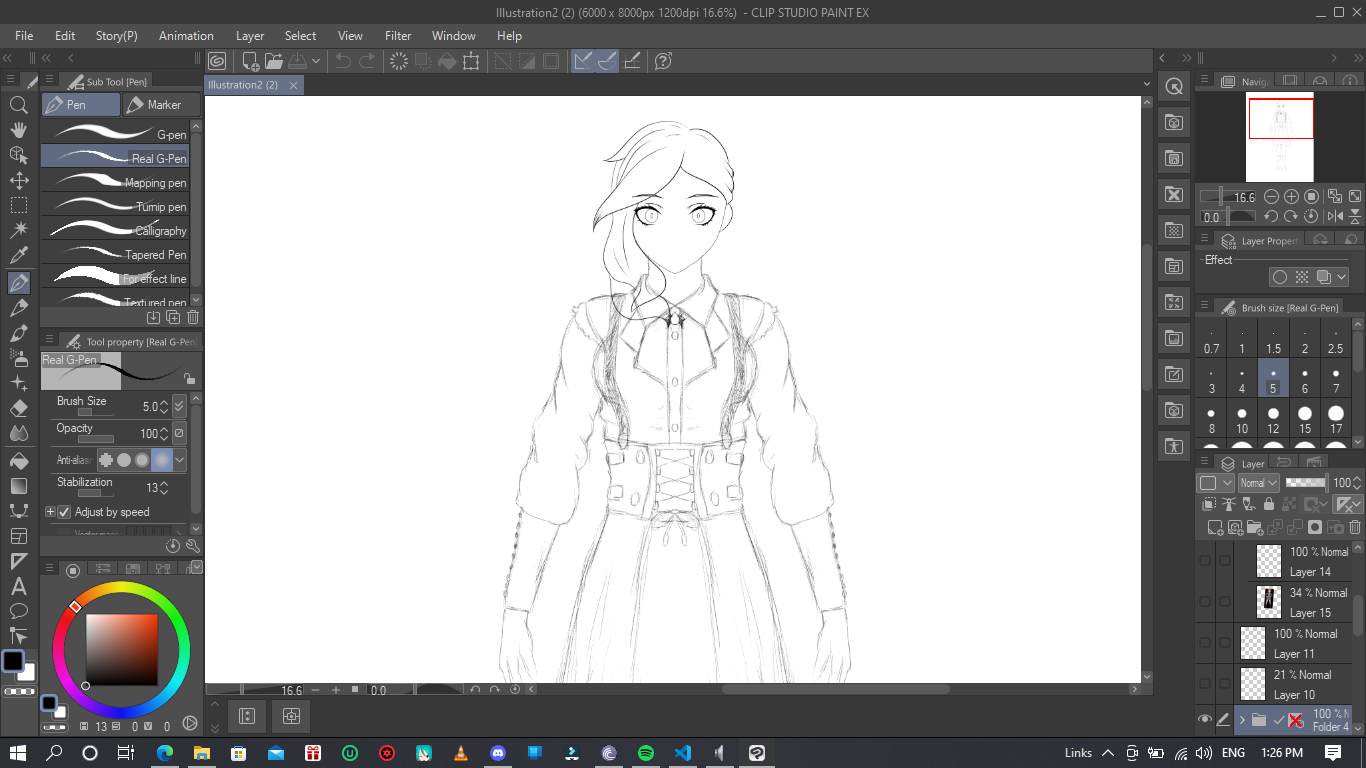 Illustration2 (2) (6000 x 8000px 1200dpi 16.6%) - CLIP STUDIO PAINT EX
File Edit Story(P) Animation Layer Select View Filter Window Help
Sub Tool [Pen]
Illustration2 (2)
Pen Marker
G-pen
Real G-Pen
Mapping pen
Turnip pen
Calligraphy
Tapered Pen
For effect line
Textured pen
Tool property [Real G-Pen
Real G-Pen
Brush Size 5.0
Opacity 100
Anti-aliasin
Stabilization 13
Adjust by speed
13 0 V 0
16.6 0.0
Naviga
16.6
0.0
Layer Propert
Effect
Brush size [Real G-Pen]
0.7 1 1.5 2 2.5
3 4 5 6 7
8 10 12 15 17
Layer
Normal 100
100 % Normal
Layer 14
34 % Normal
Layer 15
100 % Normal
Layer 11
21 % Normal
Layer 10
100 % N
Folder 4
Links ENG 1:26 PM